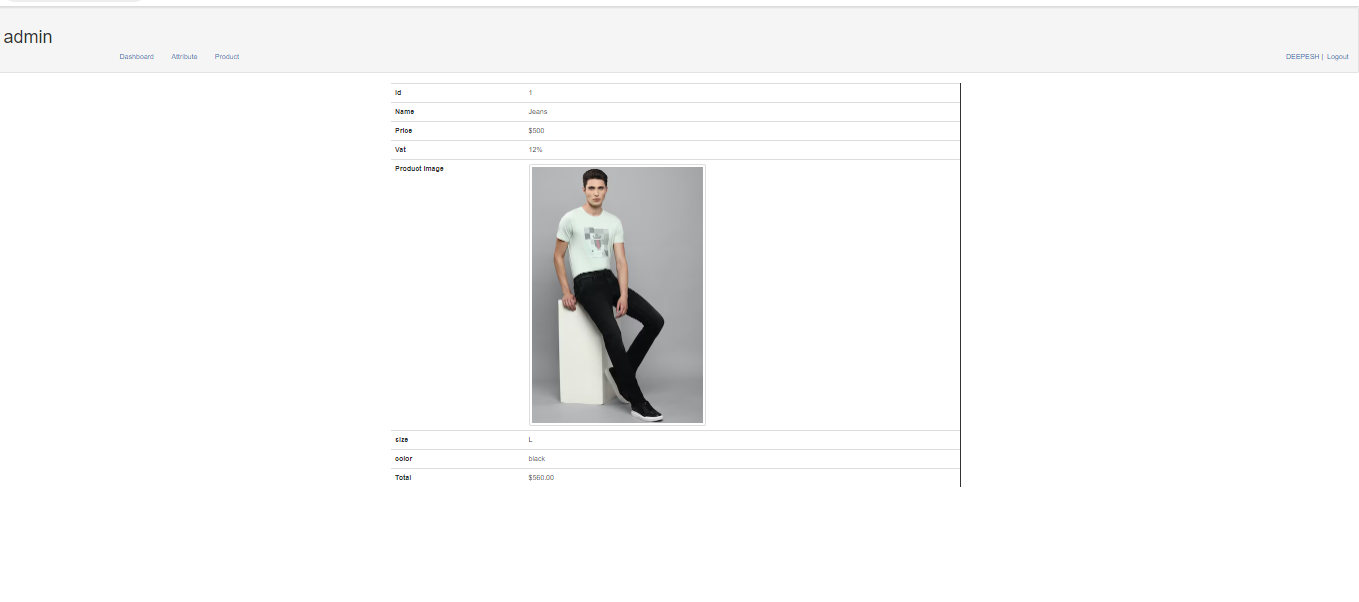 admin
Dashboard Attribute Product DEEPESH | Logout
Id 1
Name Jeans
Price $500
Vat 12%
Product Image
size L
color black
Total $560.00